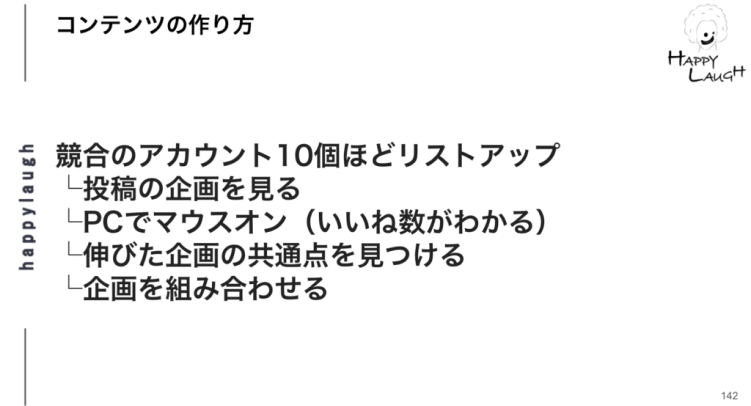 コンテンツの作り方
HAPPY
LAUGH
happylaugh
競合のアカウント10個ほどリストアップ
└投稿の企画を見る
└PCでマウスオン（いいね数がわかる）
└伸びた企画の共通点を見つける
└企画を組み合わせる
142